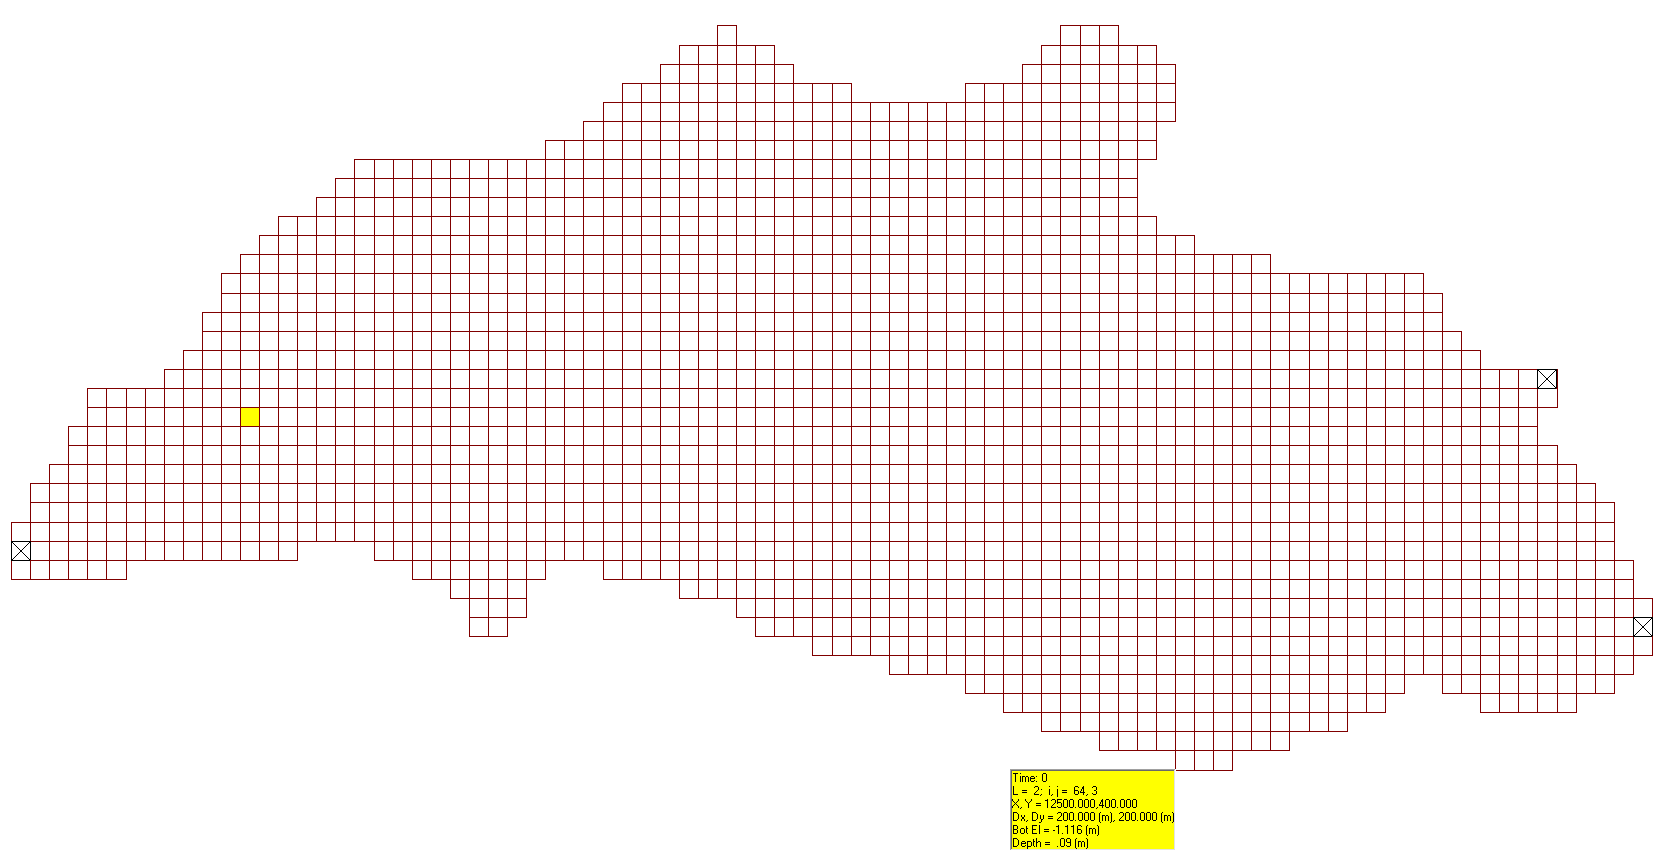 Time: 0
L =  2;  i, j =  64, 3
X, Y = 12500.000,400.000
Dx, Dy = 200.000 (m), 200.000 (m)
Bot El = -1.116 (m)
Depth =  .09 (m)